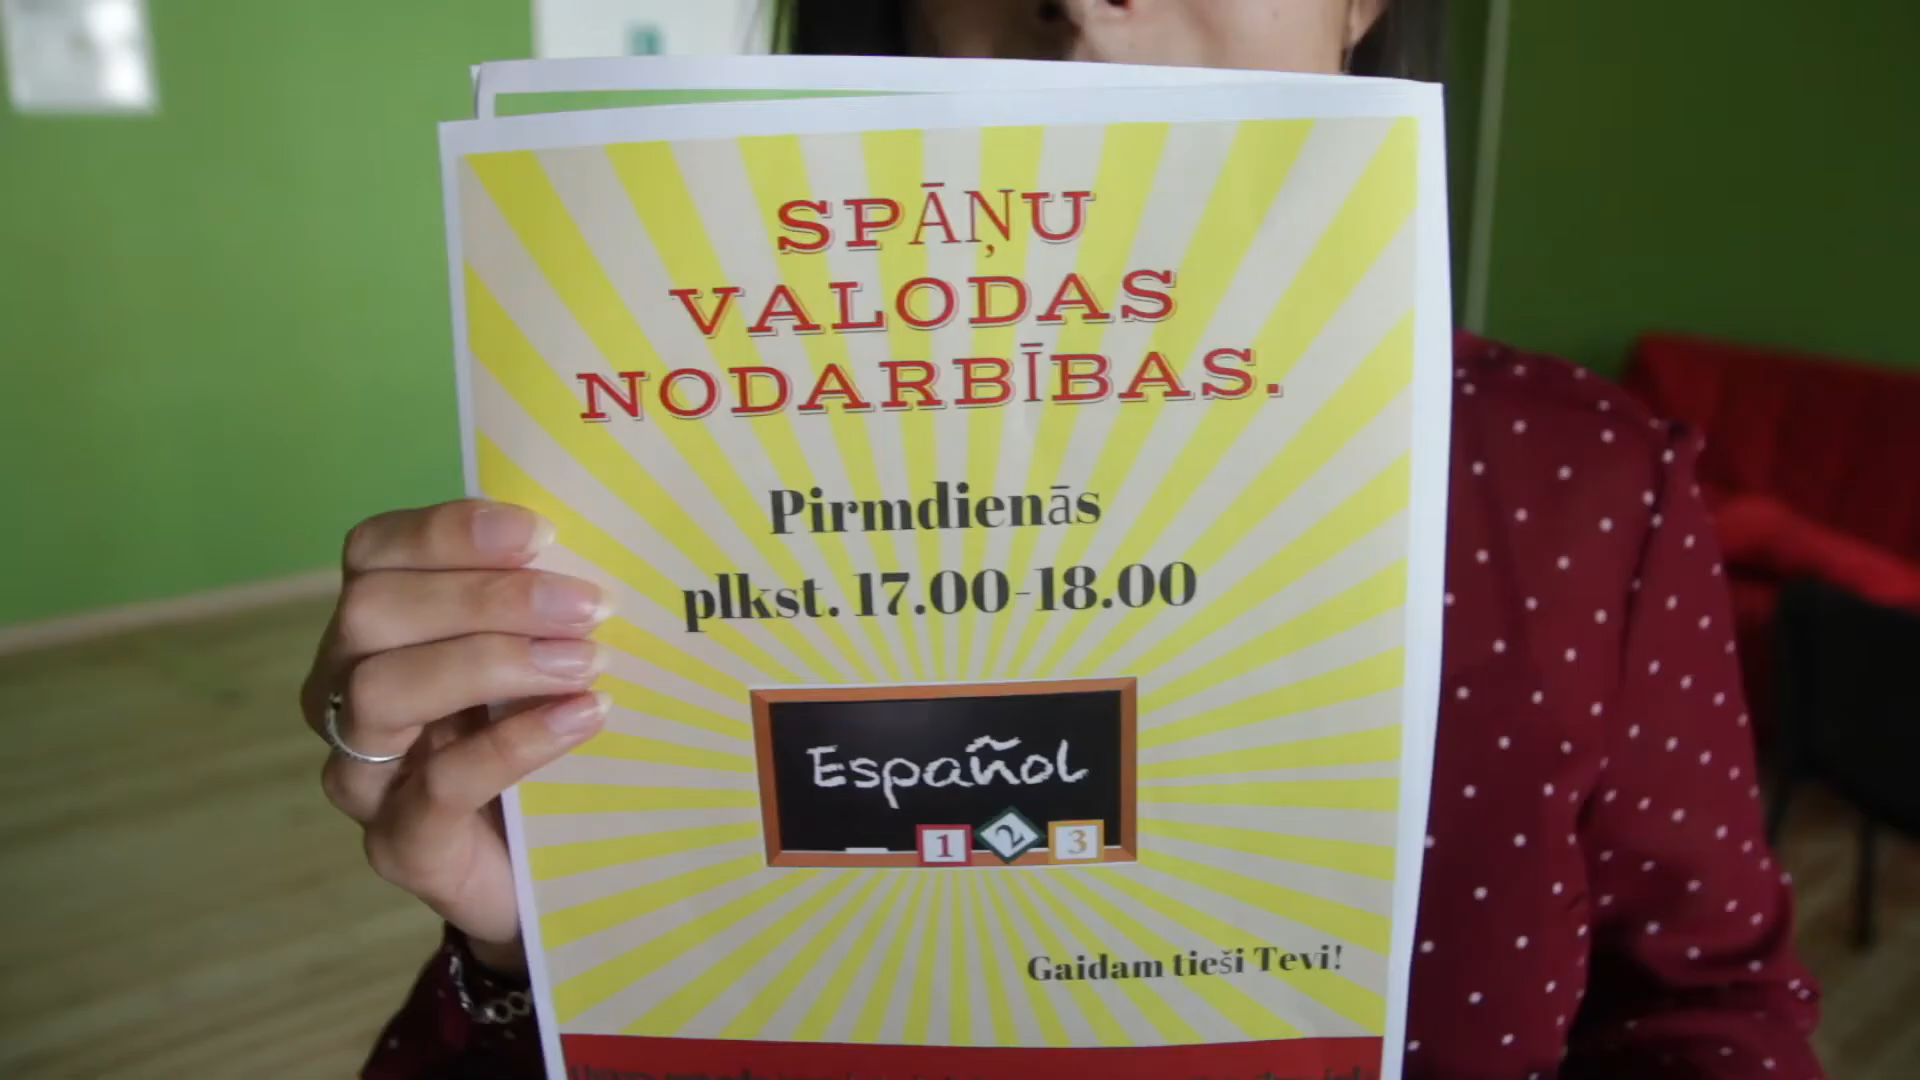 SPĀŅU
VALODAS
NODARBĪBAS.
Pirmdienās
plkst. 17.00-18.00
Español
1 2 3
Gaidam tieši Tevi!